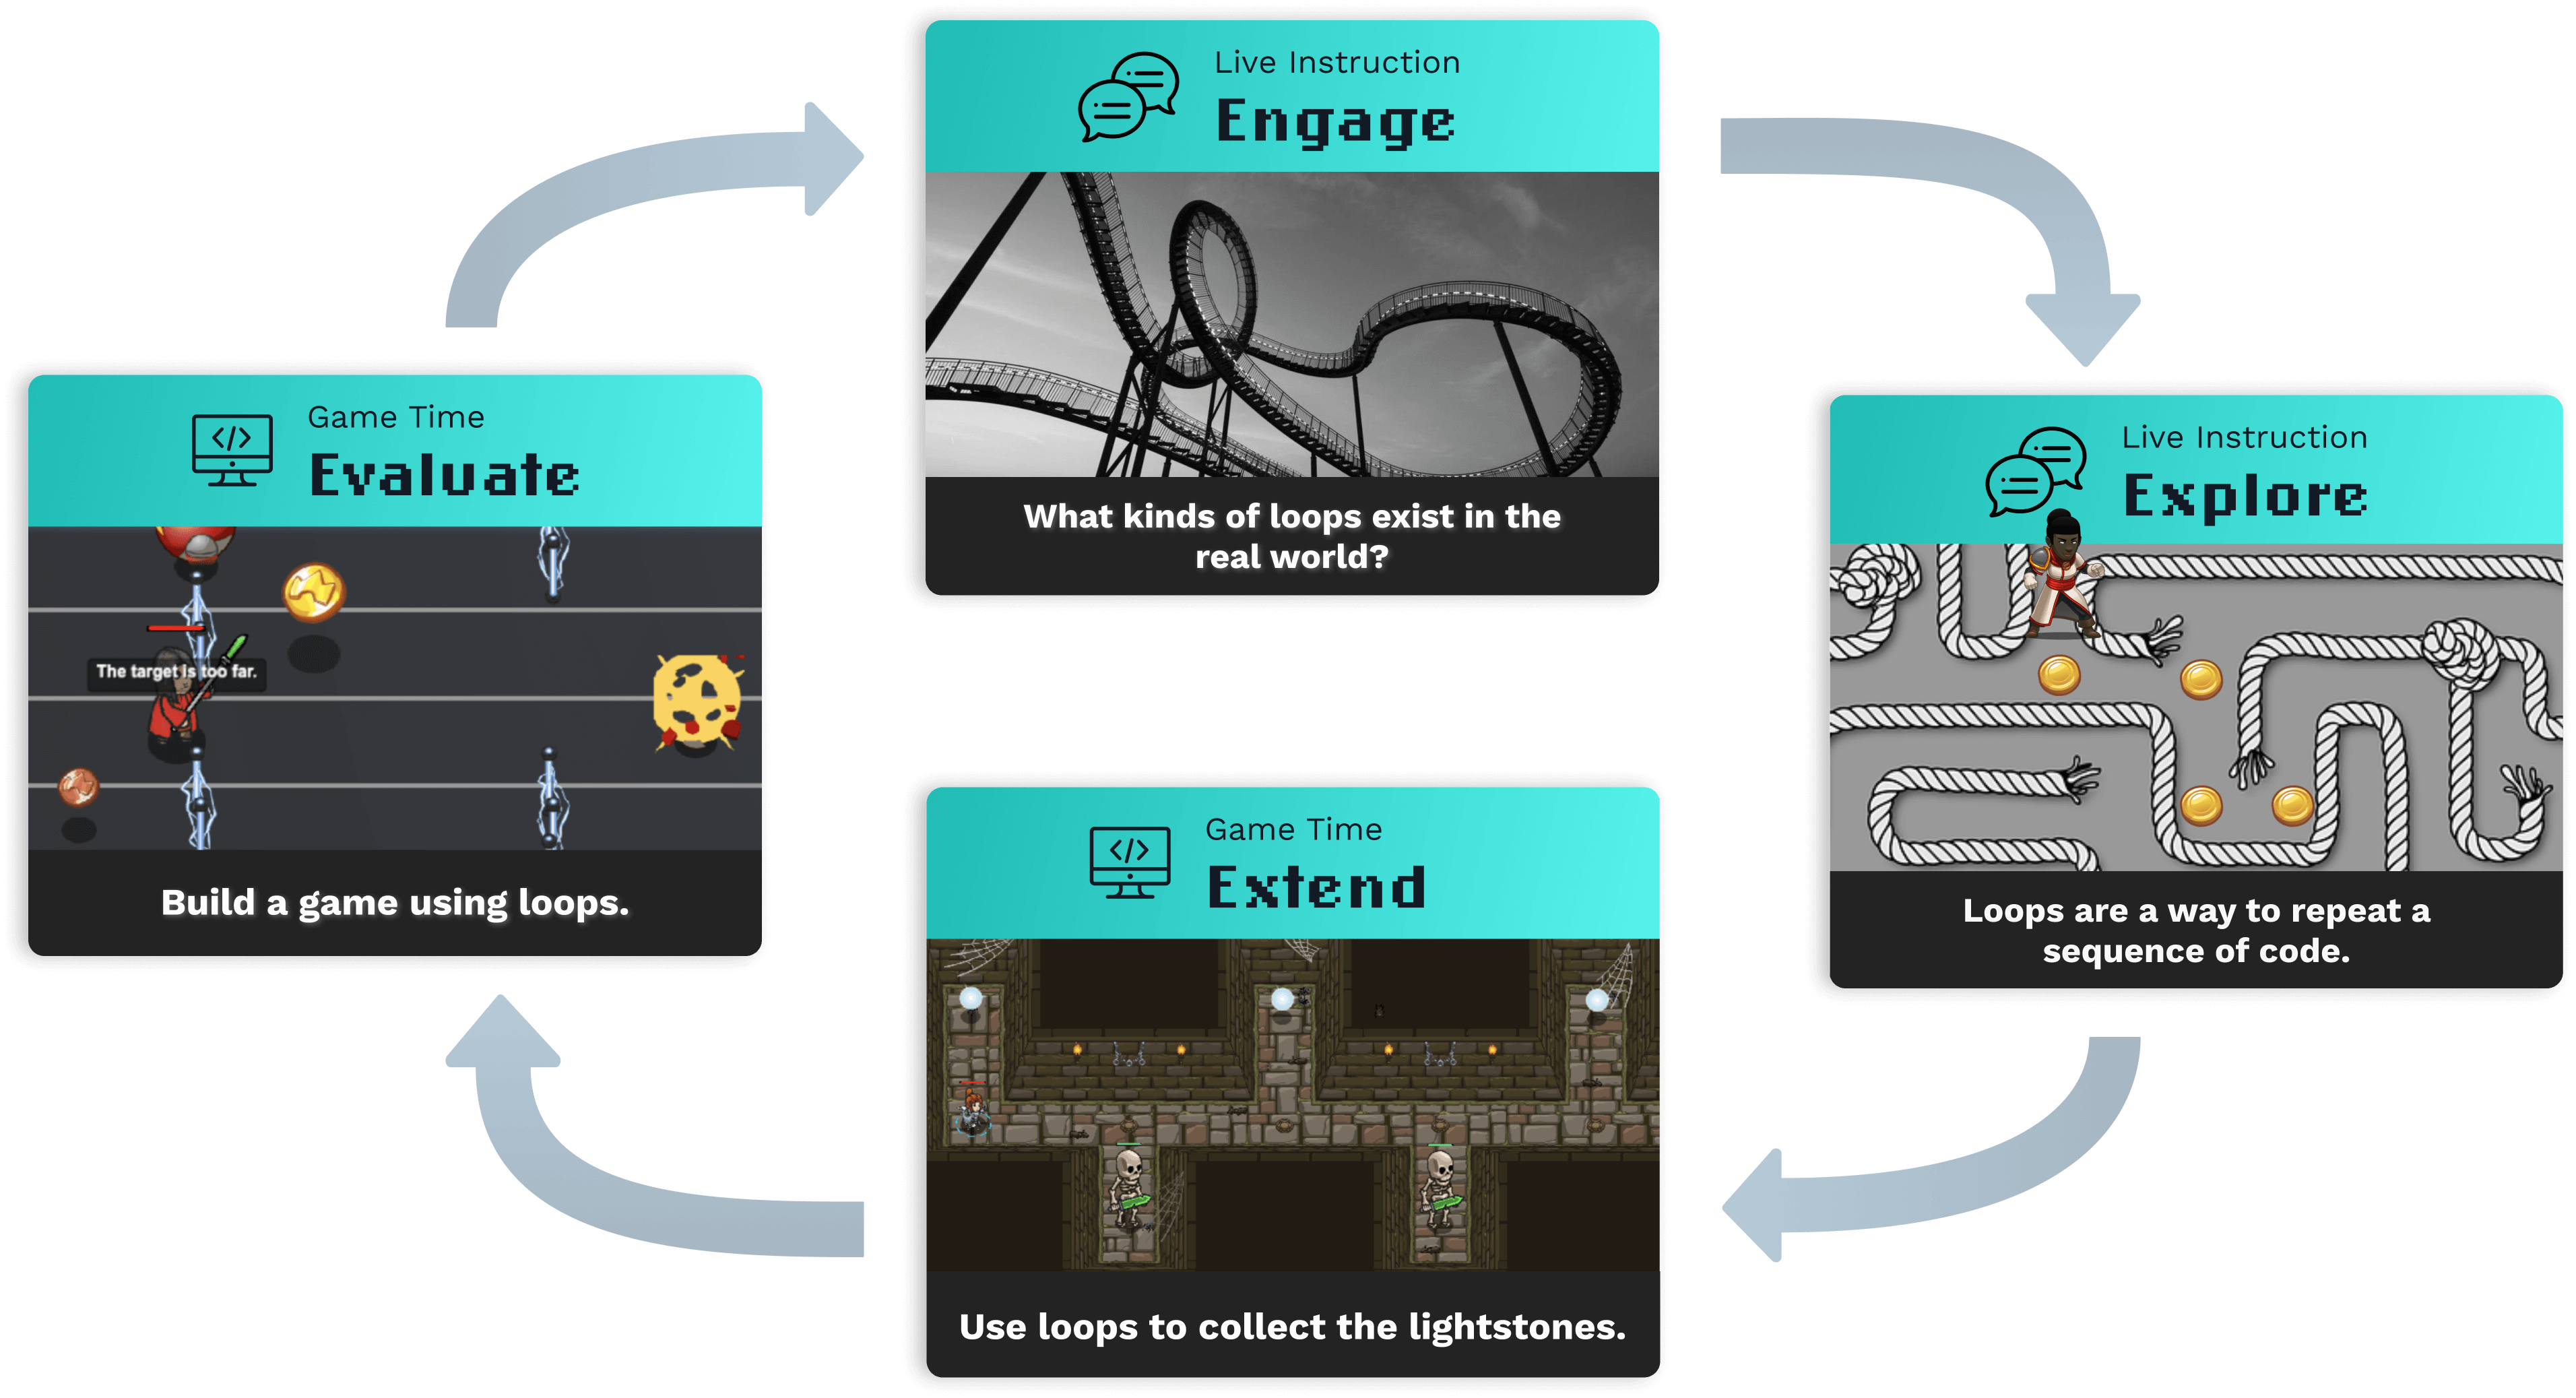 Live Instruction
Engage
What kinds of loops exist in the
real world?
Live Instruction
Explore
Loops are a way to repeat a
sequence of code.
Game Time
</>
Extend
Use loops to collect the lightstones.
Game Time
</>
Evaluate
The target is too far.
Build a game using loops.